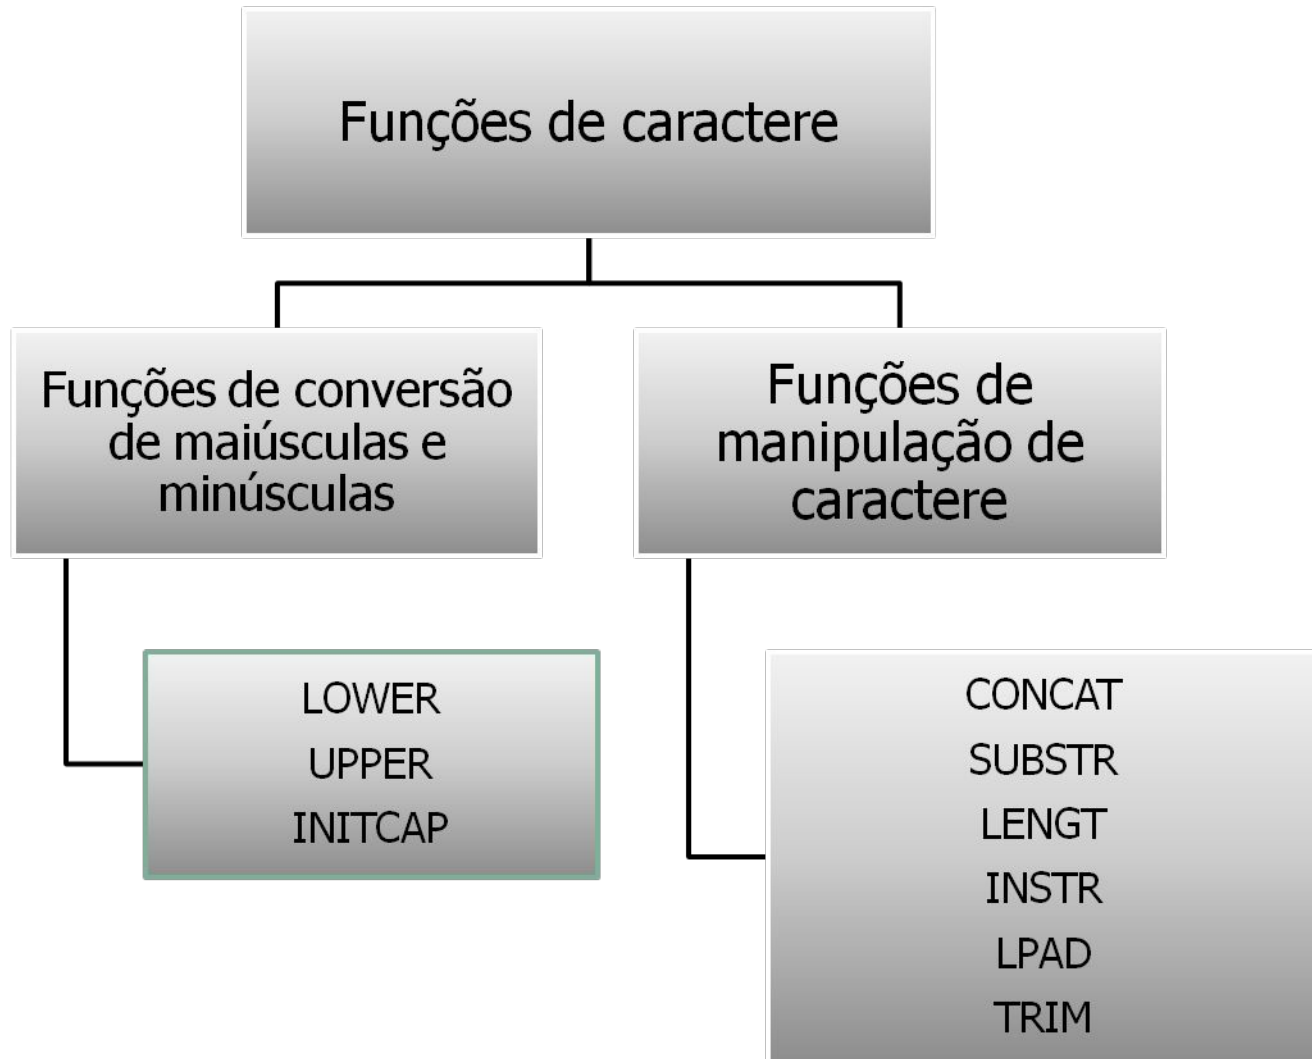 Funções de caractere
Funções de conversão
de maiúsculas e
minúsculas
Funções de
manipulação de
caractere
LOWER
UPPER
INITCAP
CONCAT
SUBSTR
LENGT
INSTR
LPAD
TRIM